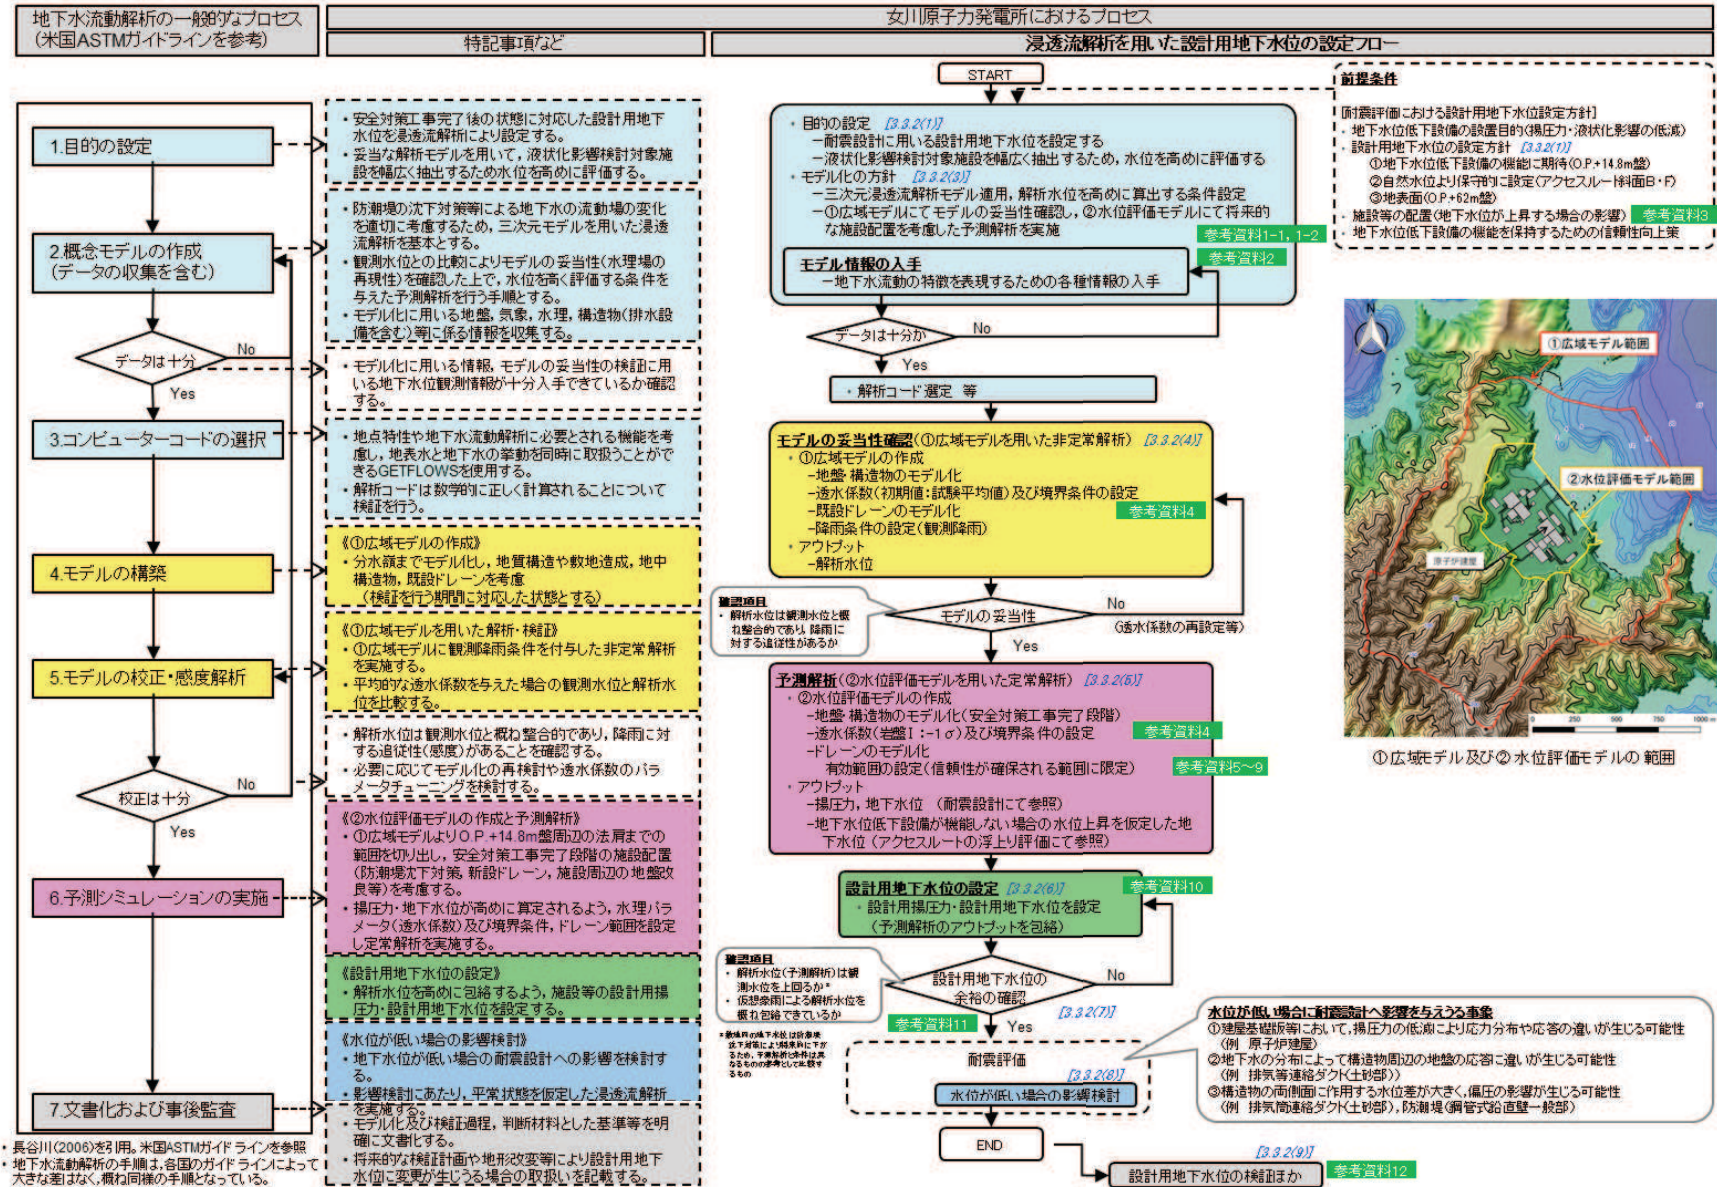 地下水流動解析の一般的なプロセス
(米国ASTMガイドラインを参考)
女川原子力発電所におけるプロセス
特記事項など
浸透流解析を用いた設計用地下水位の設定フロー
1.目的の設定
2.概念モデルの作成
(データの収集を含む)
データは十分
No
Yes
3.コンピューターコードの選択
4.モデルの構築
5.モデルの校正・感度解析
校正は十分
No
Yes
6.予測シミュレーションの実施
7.文書化および事後監査
・長谷川(2006)を引用。米国ASTMガイドラインを参照
・地下水流動解析の手順は,各国のガイドラインによって
大きな差はなく,概ね同様の手順となっている。
・安全対策工事完了後の状態に対応した設計用地下
水位を浸透流解析により設定する。
・妥当な解析モデルを用いて,液状化影響検討対象施
設を幅広く抽出するため水位を高めに評価する。
・防潮堤の沈下対策等による地下水の流動場の変化
を適切に考慮するため,三次元モデルを用いた浸透
流解析を基本とする。
・観測水位との比較によりモデルの妥当性(水理場の
再現性)を確認した上で,水位を高く評価する条件を
与えた予測解析を行う手順とする。
・モデル化に用いる地盤,気象,水理,構造物(排水設
備を含む)等に係る情報を収集する。
・モデル化に用いる情報,モデルの妥当性の検証に用
いる地下水位観測情報が十分入手できているか確認
する。
・地点特性や地下水流動解析に必要とされる機能を考
慮し,地表水と地下水の挙動を同時に取扱うことがで
きるGETFLOWSを使用する。
・解析コードは数学的に正しく計算されることについて
検証を行う。
《①広域モデルの作成》
・分水嶺までモデル化し,地質構造や敷地造成,地中
構造物,既設ドレーンを考慮
(検証を行う期間に対応した状態とする)
《①広域モデルを用いた解析・検証》
・①広域モデルに観測降雨条件を付与した非定常解析
を実施する。
・平均的な透水係数を与えた場合の観測水位と解析水
位を比較する。
・解析水位は観測水位と概ね整合的であり,降雨に対
する追従性(感度)があることを確認する。
・必要に応じてモデル化の再検討や透水係数のパラ
メータチューニングを検討する。
《②水位評価モデルの作成と予測解析》
・①広域モデルよりO.P.+14.8m盤周辺の法肩までの
範囲を切り出し,安全対策工事完了段階の施設配置
(防潮堤沈下対策,新設ドレーン,施設周辺の地盤改
良等)を考慮する。
・揚圧力・地下水位が高めに算定されるよう,水理パラ
メータ(透水係数)及び境界条件,ドレーン範囲を設定
し定常解析を実施する。
《設計用地下水位の設定》
・解析水位を高めに包絡するよう,施設等の設計用揚
圧力・設計用地下水位を設定する。
《水位が低い場合の影響検討》
・地下水位が低い場合の耐震設計への影響を検討す
る。
・影響検討にあたり,平常状態を仮定した浸透流解析
を実施する。
・モデル化及び検証過程,判断材料とした基準等を明
確に文書化する。
・将来的な検証計画や地形改変等により設計用地下
水位に変更が生じうる場合の取扱いを記載する。
START
・目的の設定 [3.3.2(1)]
－耐震設計に用いる設計用地下水位を設定する
－液状化影響検討対象施設を幅広く抽出するため,水位を高めに評価する
・モデル化の方針 [3.3.2(3)]
－三次元浸透流解析モデル適用,解析水位を高めに算出する条件設定
－①広域モデルにてモデルの妥当性確認し,②水位評価モデルにて将来的
な施設配置を考慮した予測解析を実施
参考資料1-1,1-2
モデル情報の入手
参考資料2
－地下水流動の特徴を表現するための各種情報の入手
データは十分か
No
Yes
・解析コード選定 等
モデルの妥当性確認(①広域モデルを用いた非定常解析) [3.3.2(4)]
・①広域モデルの作成
－地盤・構造物のモデル化
－透水係数(初期値:試験平均値)及び境界条件の設定
－既設ドレーンのモデル化
参考資料4
－降雨条件の設定(観測降雨)
・アウトプット
－解析水位
確認項目
・解析水位は観測水位と概
ね整合的であり,降雨に
対する追従性があるか
モデルの妥当性
No
(透水係数の再設定等)
Yes
予測解析(②水位評価モデルを用いた定常解析) [3.3.2(5)]
・②水位評価モデルの作成
－地盤・構造物のモデル化(安全対策工事完了段階)
－透水係数(岩盤I:-1σ)及び境界条件の設定
参考資料4
－ドレーンのモデル化
有効範囲の設定(信頼性が確保される範囲に限定)
参考資料5～9
・アウトプット
－揚圧力,地下水位 (耐震設計にて参照)
－地下水位低下設備が機能しない場合の水位上昇を仮定した地
下水位(アクセスルートの浮上り評価にて参照)
設計用地下水位の設定 [3.3.2(6)]
参考資料10
・設計用揚圧力・設計用地下水位を設定
(予測解析のアウトプットを包絡)
確認項目
・解析水位(予測解析)は観
測水位を上回るか*
・仮想豪雨による解析水位を
概ね包絡できているか
設計用地下水位の
余裕の確認
No
[3.3.2(7)]
参考資料11
Yes
耐震評価
[3.3.2(8)]
水位が低い場合の影響検討
END
[3.3.2(9)]
設計用地下水位の検証ほか
参考資料12
前提条件
[耐震評価における設計用地下水位設定方針]
・地下水位低下設備の設置目的(揚圧力・液状化影響の低減)
・設計用地下水位の設定方針 [3.3.2(1)]
①地下水位低下設備の機能に期待(O.P.+14.8m盤)
②自然水位より保守的に設定(アクセスルート斜面B・F)
③地表面(O.P.+62m盤)
・施設等の配置(地下水位が上昇する場合の影響)
参考資料3
・地下水位低下設備の機能を保持するための信頼性向上策
①広域モデル範囲
②水位評価モデル範囲
原子炉建屋
0 250 500 750 1000 m
①広域モデル及び②水位評価モデルの範囲
水位が低い場合に耐震設計へ影響を与えうる事象
①建屋基礎版等において,揚圧力の低減により応力分布や応答の違いが生じる可能性
(例 原子炉建屋)
②地下水の分布によって構造物周辺の地盤の応答に違いが生じる可能性
(例 排気筒連絡ダクト(土砂部))
③構造物の両側面に作用する水位差が大きく,偏圧の影響が生じる可能性
(例 排気筒連絡ダクト(土砂部),防潮堤(鋼管式鉛直壁一般部)